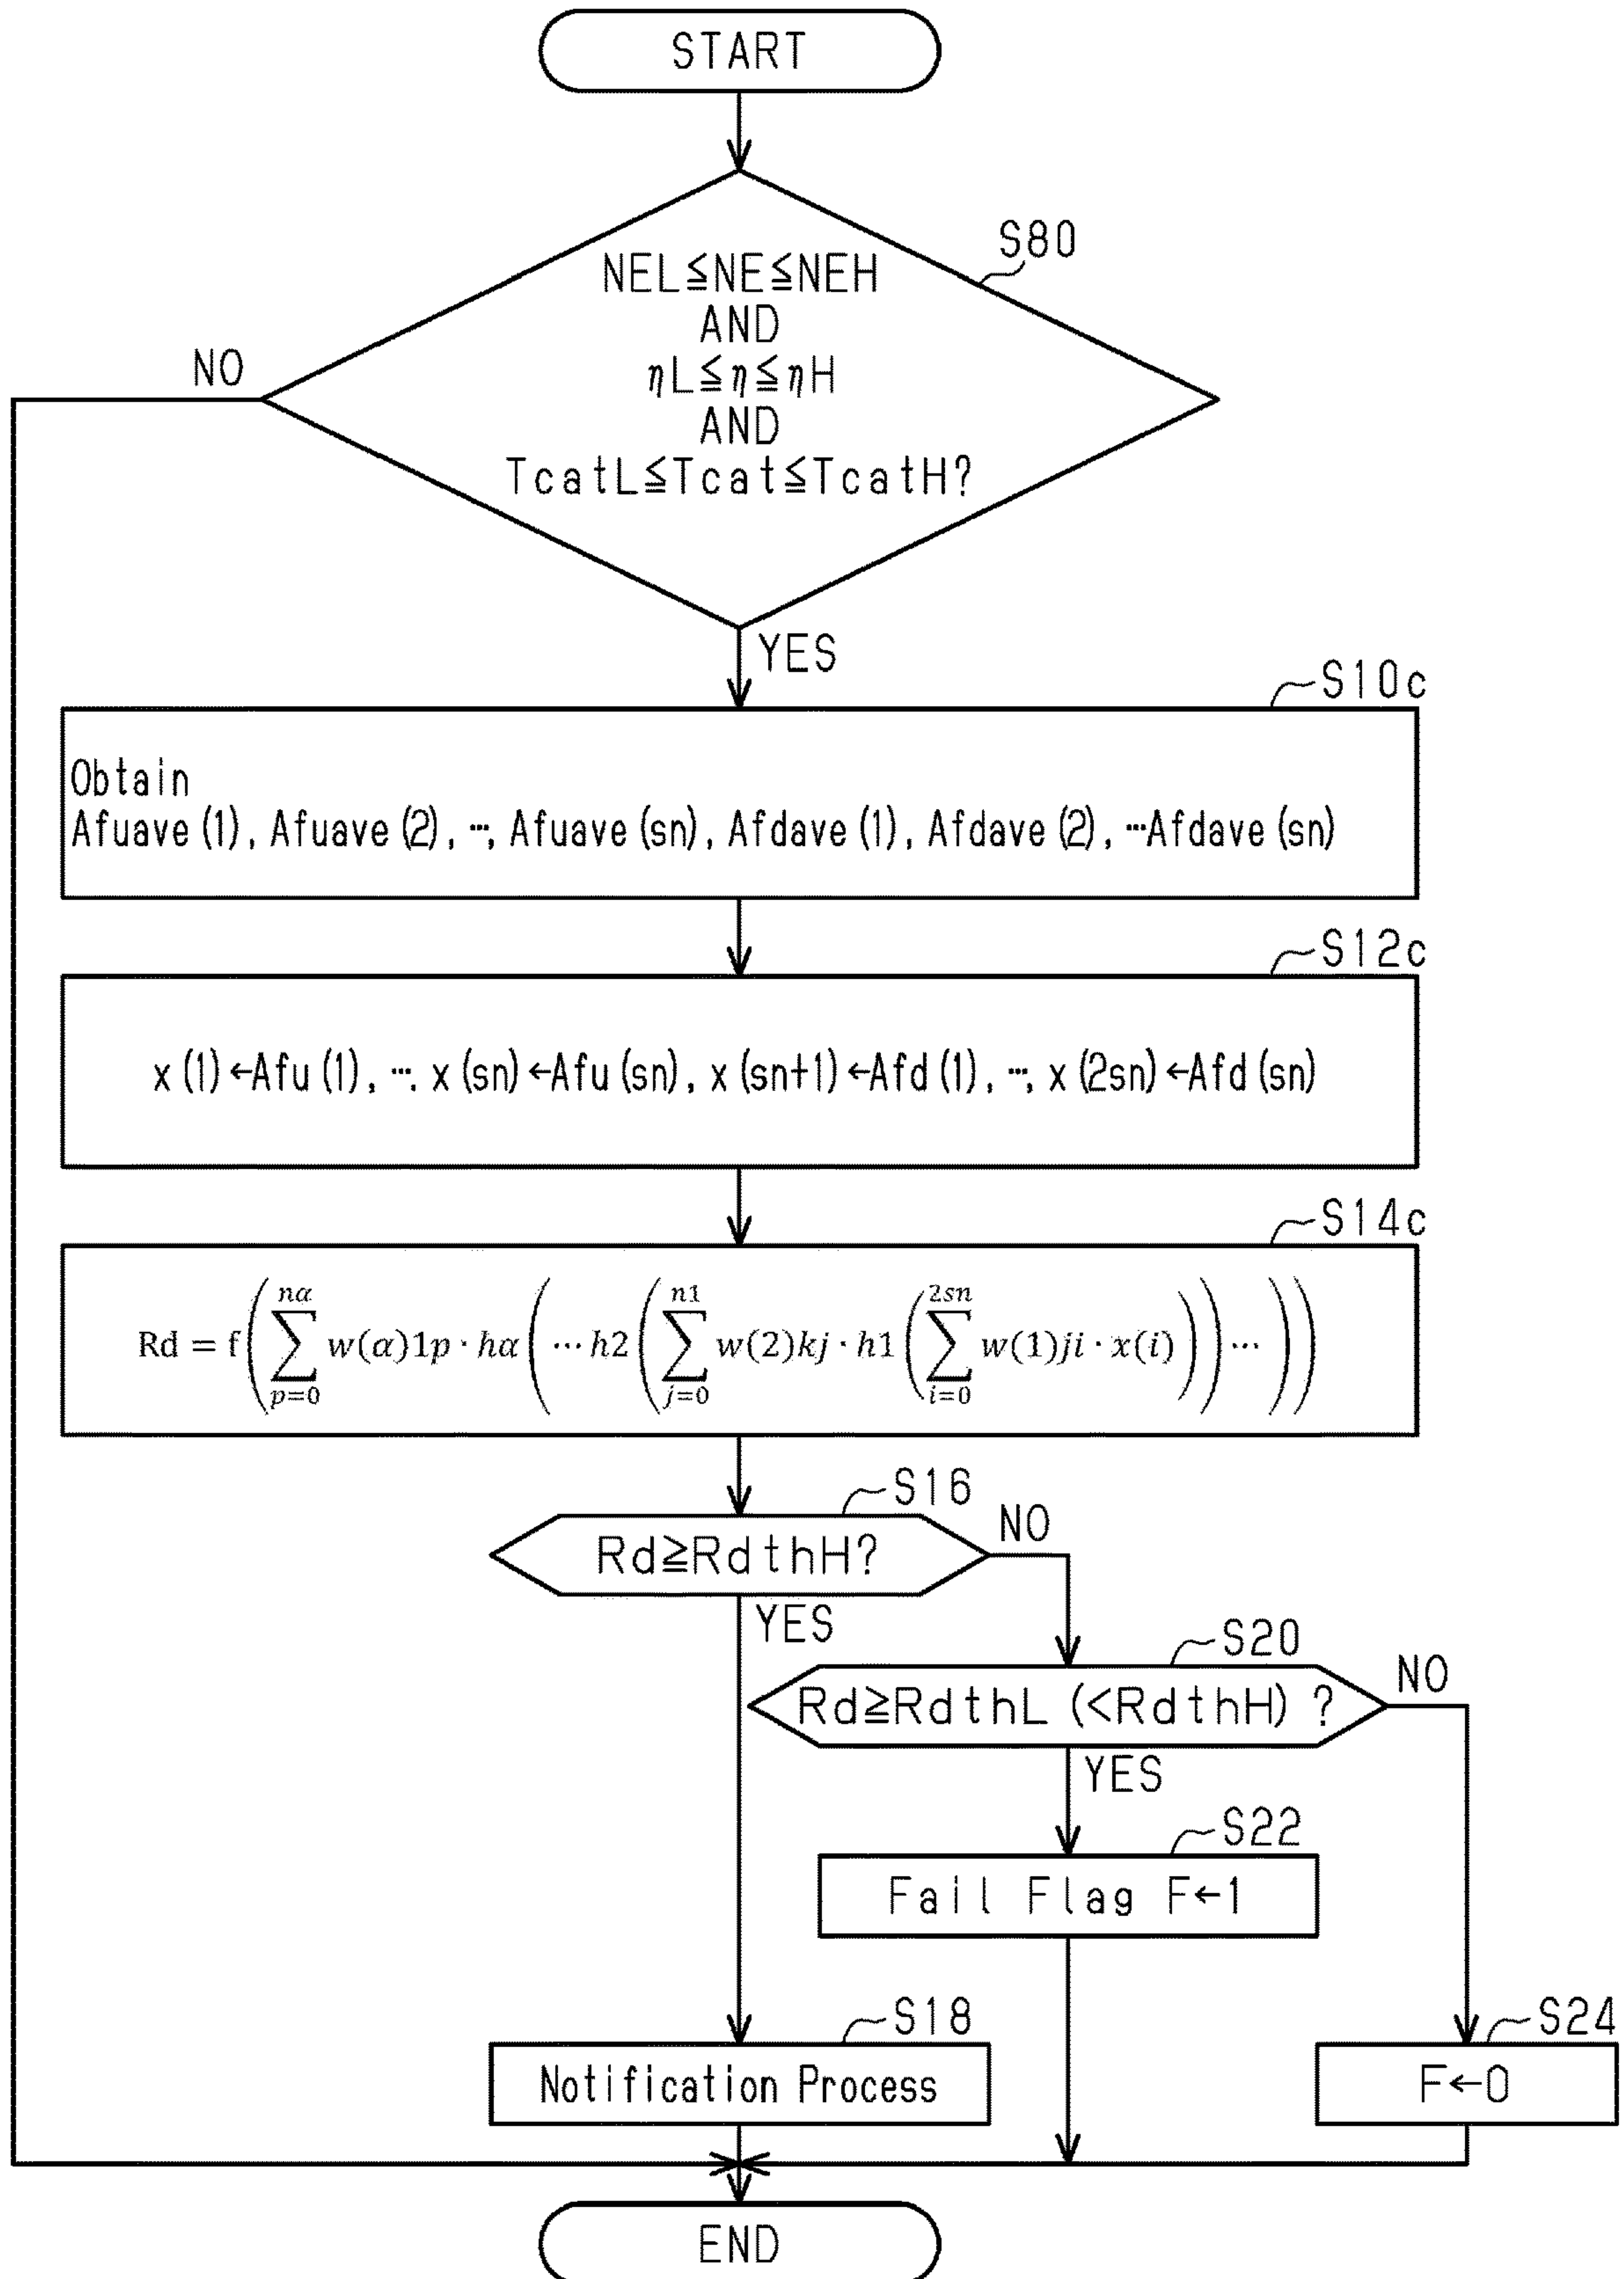 START
S80
NEL≦NE≦NEH
AND
ηL≦η≦ηH
AND
TcatL≦Tcat≦TcatH?
NO
YES
S10c
Obtain
Afuave(1), Afuave(2), …, Afuave(sn), Afdave(1), Afdave(2), …Afdave(sn)
S12c
x(1)←Afu(1), …, x(sn)←Afu(sn), x(sn+1)←Afd(1), …, x(2sn)←Afd(sn)
S14c
Rd = f(∑_{p=0}^{nα} w(α)1p · hα(⋯h2(∑_{j=0}^{n1} w(2)kj · h1(∑_{i=0}^{2sn} w(1)ji · x(i)))⋯))
S16
Rd≧RdthH?
NO
YES
S20
Rd≧RdthL (<RdthH) ?
NO
YES
S22
Fail Flag F←1
S18
Notification Process
S24
F←0
END